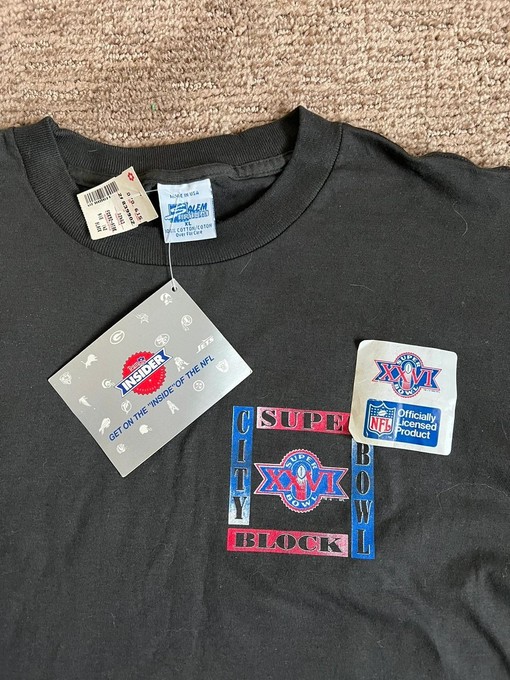 MADE IN USA
SALEM
SPORTSWEAR
XL
100% COTTON/COTON
INSIDER
GET ON THE "INSIDE" OF THE NFL
JETS
SUPER
XXVI
BOWL
NFL
Officially
Licensed
Product
SUPE
CITY
BOWL
BLOCK
SUPER
XXVI
BOWL